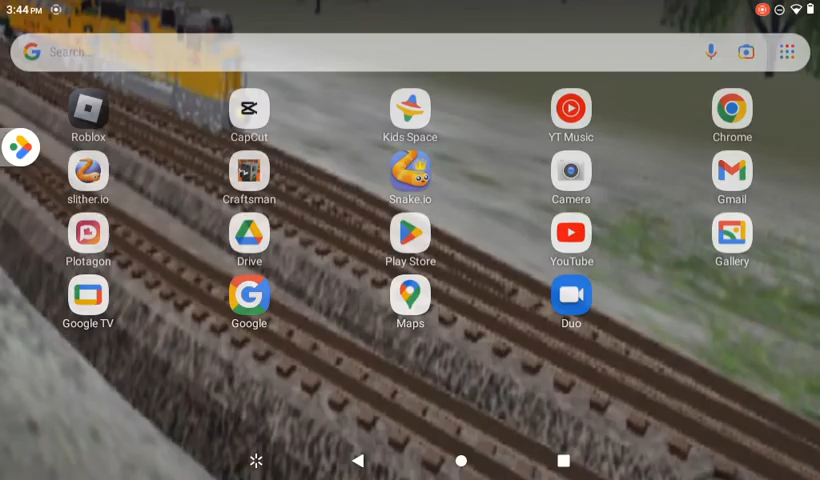 3:44 PM
Search...
Roblox
CapCut
Kids Space
YT Music
Chrome
slither.io
Craftsman
Snake.io
Camera
Gmail
Plotagon
Drive
Play Store
YouTube
Gallery
Google TV
Google
Maps
Duo